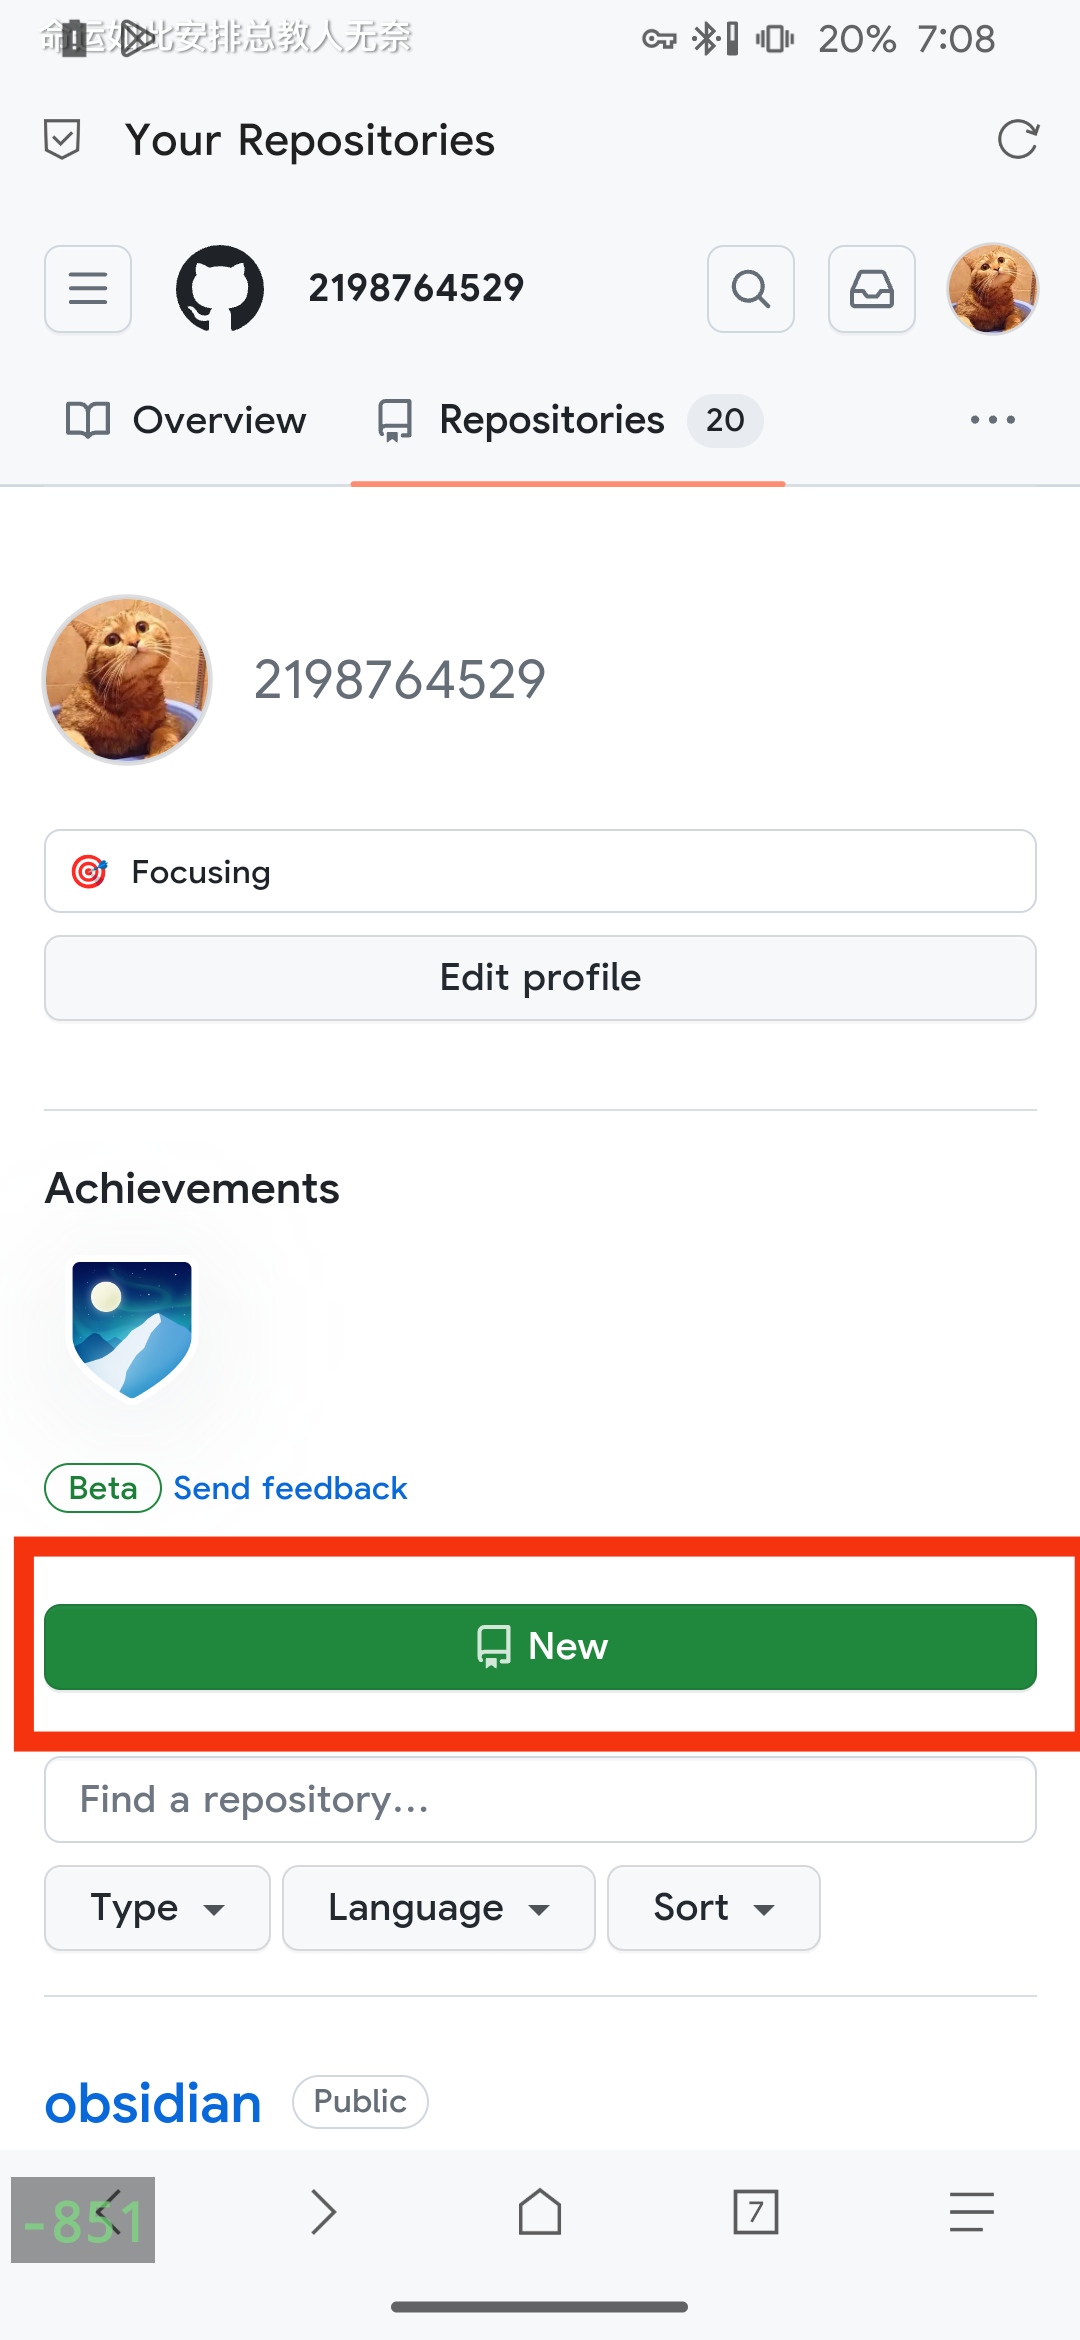 命运如此安排总教人无奈
20% 7:08
Your Repositories
2198764529
Overview
Repositories 20
2198764529
Focusing
Edit profile
Achievements
Beta Send feedback
New
Find a repository...
Type
Language
Sort
obsidian Public
-851
7